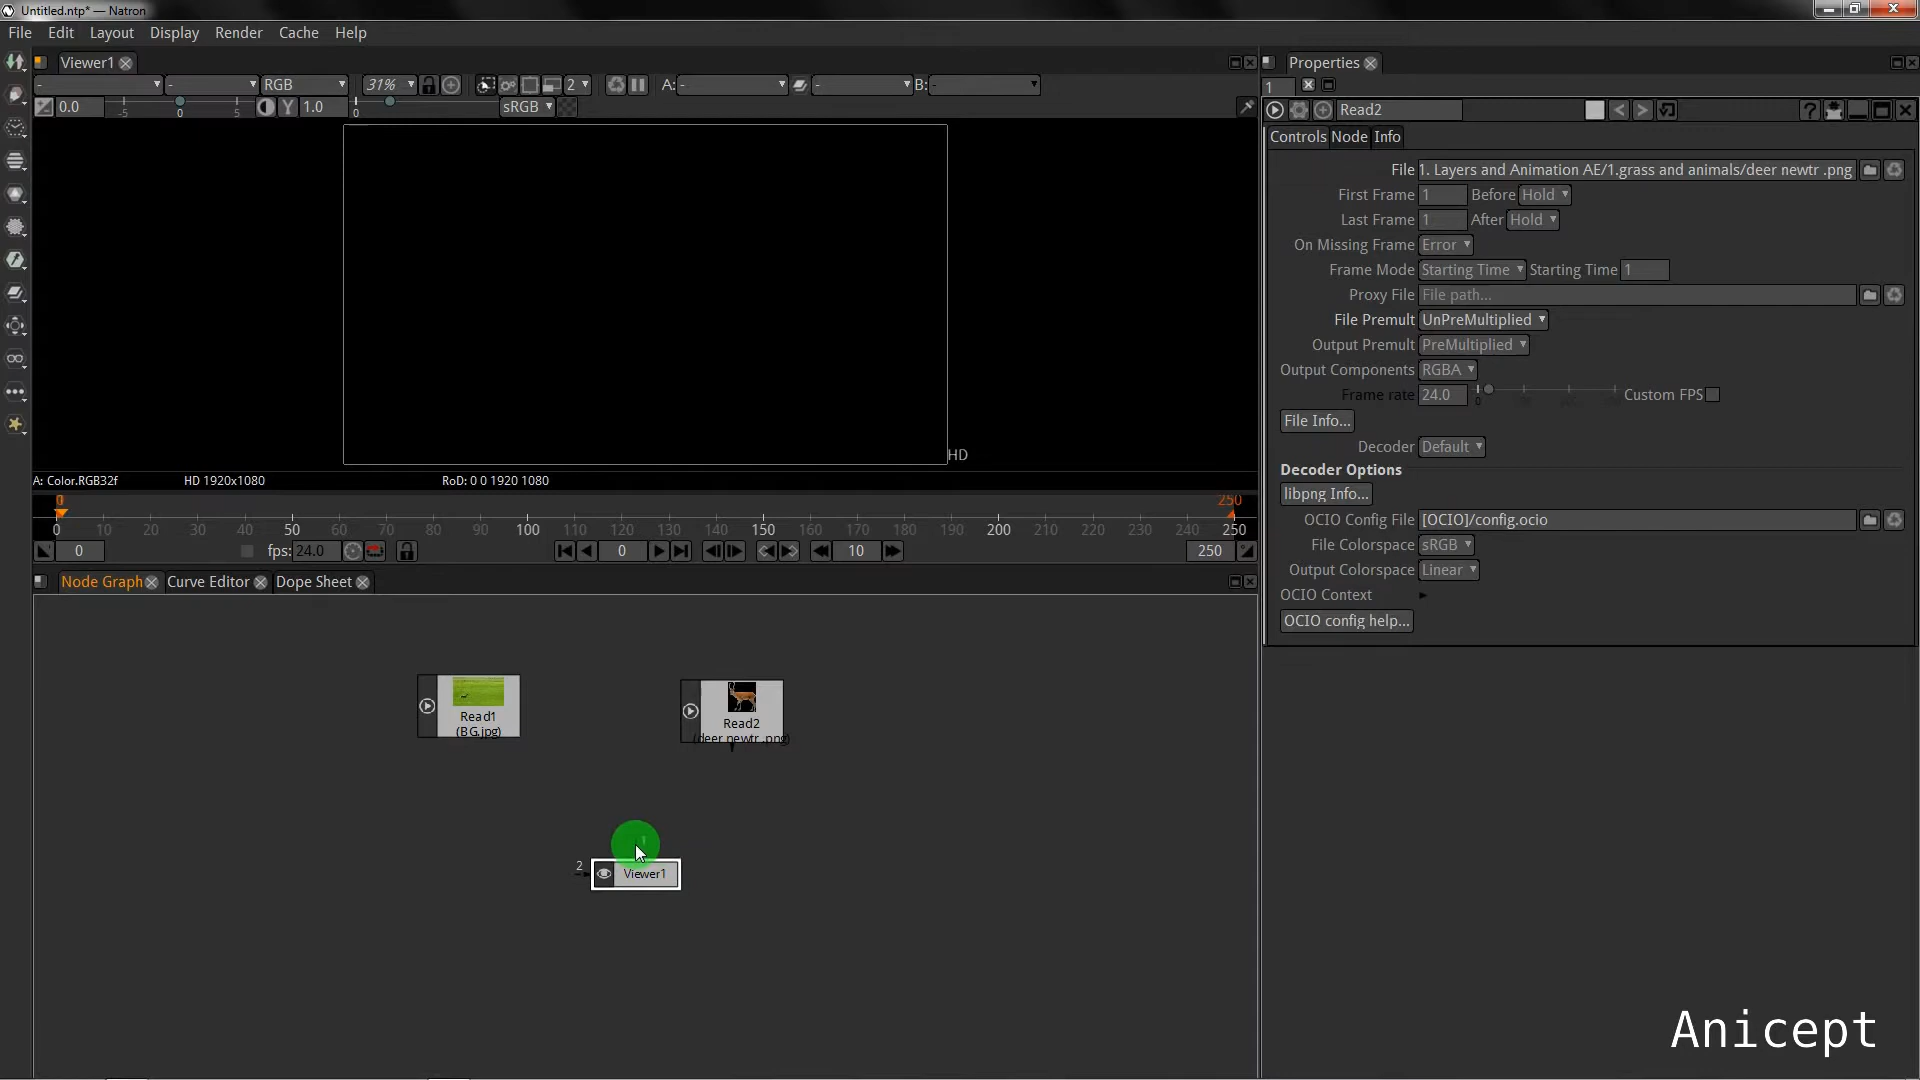 Untitled.ntp* — Natron
File Edit Layout Display Render Cache Help
Viewer1
- - RGB 31% 2 A: - - B: -
0.0 -5 0 5 Y 1.0 0 sRGB
HD
A: Color.RGB32f HD 1920x1080 RoD: 0 0 1920 1080
0 250
0 10 20 30 40 50 60 70 80 90 100 110 120 130 140 150 160 170 180 190 200 210 220 230 240 250
0 fps: 24.0 0 10 250
Node Graph Curve Editor Dope Sheet
Read1
(BG.jpg)
Read2
(deer newtr .png)
2
Viewer1
Properties
1
Read2
?
Controls Node Info
File 1. Layers and Animation AE/1.grass and animals/deer newtr .png
First Frame 1 Before Hold
Last Frame 1 After Hold
On Missing Frame Error
Frame Mode Starting Time Starting Time 1
Proxy File File path...
File Premult UnPreMultiplied
Output Premult PreMultiplied
Output Components RGBA
Frame rate 24.0 Custom FPS
File Info...
Decoder Default
Decoder Options
libpng Info...
OCIO Config File [OCIO]/config.ocio
File Colorspace sRGB
Output Colorspace Linear
OCIO Context
OCIO config help...
Anicept